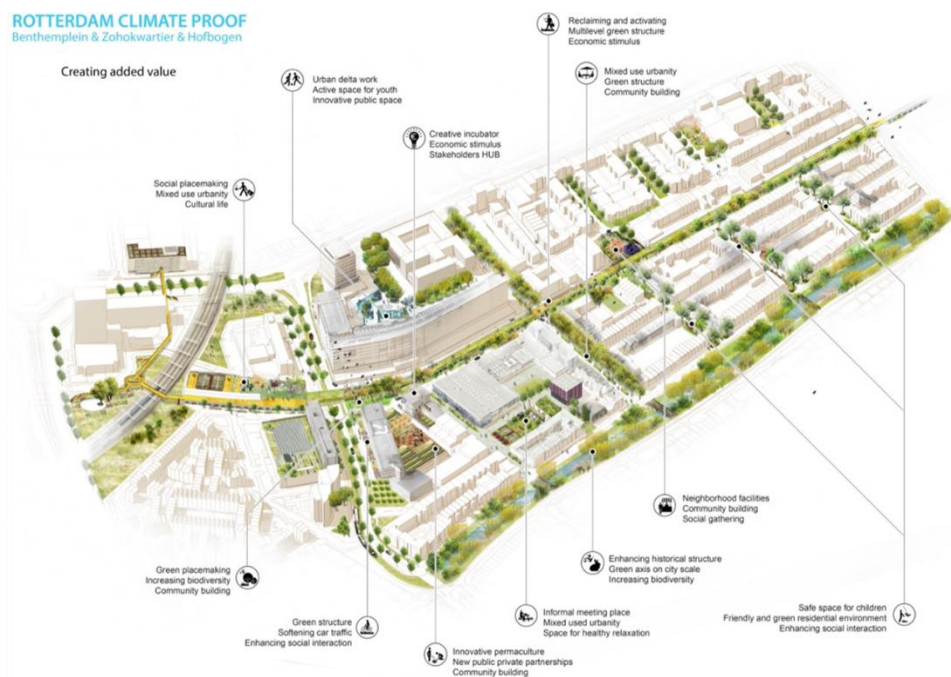 ROTTERDAM CLIMATE PROOF
Benthemplein & Zohokwartier & Hofbogen
Creating added value
Reclaiming and activating
Multilevel green structure
Economic stimulus
Urban delta work
Active space for youth
Innovative public space
Mixed use urbanity
Green structure
Community building
Creative incubator
Economic stimulus
Stakeholders HUB
Social placemaking
Mixed use urbanity
Cultural life
Neighborhood facilities
Community building
Social gathering
Green placemaking
Increasing biodiversity
Community building
Enhancing historical structure
Green axis on city scale
Increasing biodiversity
Green structure
Softening car traffic
Enhancing social interaction
Informal meeting place
Mixed used urbanity
Space for healthy relaxation
Safe space for children
Friendly and green residential environment
Enhancing social interaction
Innovative permaculture
New public private partnerships
Community building